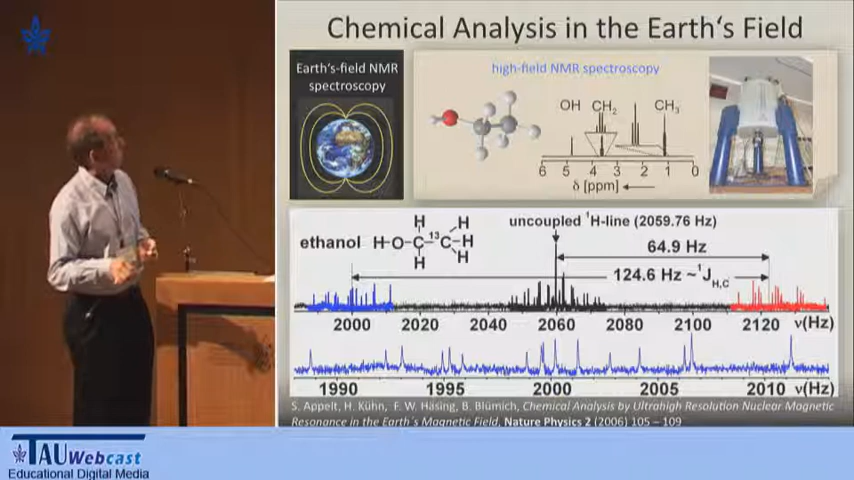 Chemical Analysis in the Earth's Field
Earth's-field NMR
spectroscopy
high-field NMR spectroscopy
OH CH2 CH3
6 5 4 3 2 1 0
δ [ppm]
uncoupled 1H-line (2059.76 Hz)
64.9 Hz
124.6 Hz ~ 1JH,C
ethanol H-O-C-13C-H
H H
H H
2000 2020 2040 2060 2080 2100 2120 ν(Hz)
1990 1995 2000 2005 2010 ν(Hz)
S. Appelt, H. Kühn, F. W. Häsing, B. Blümich, Chemical Analysis by Ultrahigh Resolution Nuclear Magnetic
Resonance in the Earth's Magnetic Field, Nature Physics 2 (2006) 105 – 109
TAUWebcast
Educational Digital Media